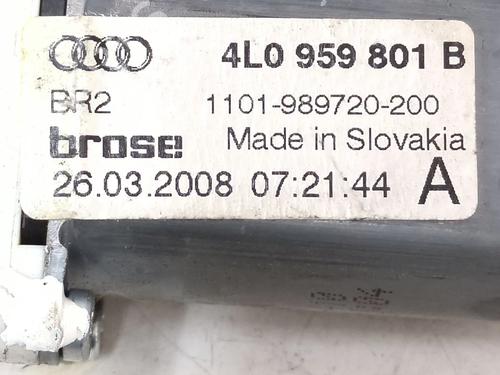 4L0 959 801 B
BR2 1101-989720-200
brose Made in Slovakia
26.03.2008 07:21:44 A